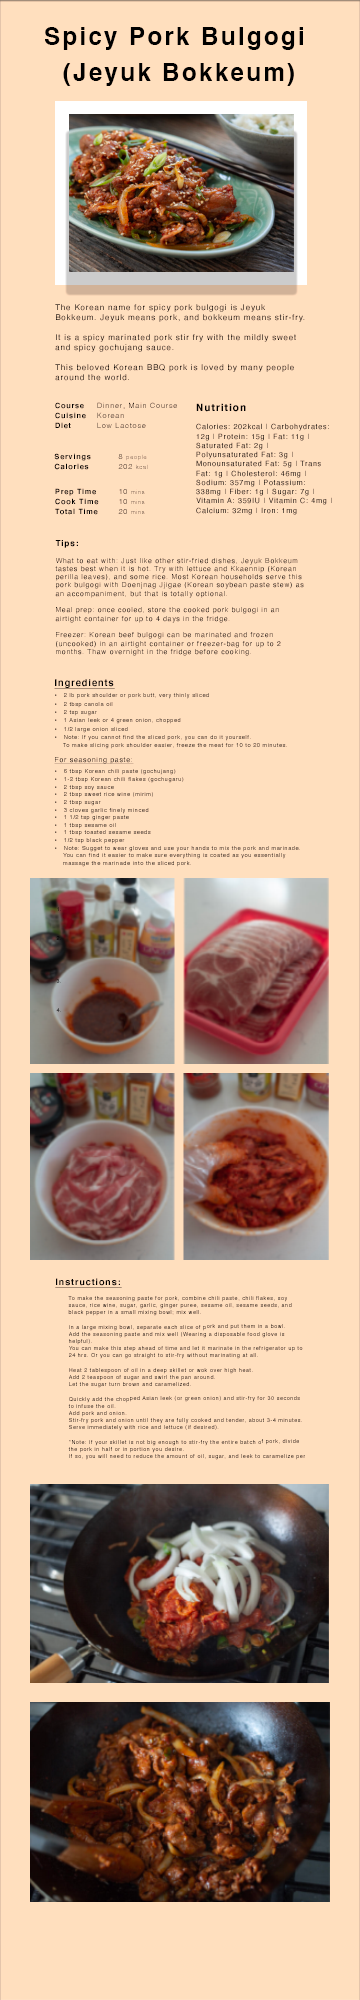 Spicy Pork Bulgogi
(Jeyuk Bokkeum)
The Korean name for spicy pork bulgogi is Jeyuk
Bokkeum. Jeyuk means pork, and bokkeum means stir-fry.
It is a spicy marinated pork stir fry with the mildly sweet
and spicy gochujang sauce.
This beloved Korean BBQ pork is loved by many people
around the world.
Course Dinner, Main Course
Cuisine Korean
Diet Low Lactose
Servings 8 people
Calories 202 kcal
Prep Time 10 mins
Cook Time 10 mins
Total Time 20 mins
Nutrition
Calories: 202kcal | Carbohydrates:
12g | Protein: 15g | Fat: 11g |
Saturated Fat: 2g |
Polyunsaturated Fat: 3g |
Monounsaturated Fat: 5g | Trans
Fat: 1g | Cholesterol: 46mg |
Sodium: 357mg | Potassium:
338mg | Fiber: 1g | Sugar: 7g |
Vitamin A: 359IU | Vitamin C: 4mg |
Calcium: 32mg | Iron: 1mg
Tips:
What to eat with: Just like other stir-fried dishes, Jeyuk Bokkeum
tastes best when it is hot. Try with lettuce and Kkaennip (Korean
perilla leaves), and some rice. Most Korean households serve this
pork bulgogi with Doenjnag Jjigae (Korean soybean paste stew) as
an accompaniment, but that is totally optional.
Meal prep: once cooled, store the cooked pork bulgogi in an
airtight container for up to 4 days in the fridge.
Freezer: Korean beef bulgogi can be marinated and frozen
(uncooked) in an airtight container or freezer-bag for up to 2
months. Thaw overnight in the fridge before cooking.
Ingredients
• 2 lb pork shoulder or pork butt, very thinly sliced
• 2 tbsp canola oil
• 2 tsp sugar
• 1 Asian leek or 4 green onion, chopped
• 1/2 large onion sliced
• Note: If you cannot find the sliced pork, you can do it yourself.
To make slicing pork shoulder easier, freeze the meat for 10 to 20 minutes.
For seasoning paste:
• 6 tbsp Korean chili paste (gochujang)
• 1-2 tbsp Korean chili flakes (gochugaru)
• 2 tbsp soy sauce
• 2 tbsp sweet rice wine (mirim)
• 2 tbsp sugar
• 3 cloves garlic finely minced
• 1 1/2 tsp ginger paste
• 1 tbsp sesame oil
• 1 tbsp toasted sesame seeds
• 1/2 tsp black pepper
• Note: Sugget to wear gloves and use your hands to mix the pork and marinade.
You can find it easier to make sure everything is coated as you essentially
massage the marinade into the sliced pork.
3.
4.
Instructions:
To make the seasoning paste for pork, combine chili paste, chili flakes, soy
sauce, rice wine, sugar, garlic, ginger puree, sesame oil, sesame seeds, and
black pepper in a small mixing bowl; mix well.
In a large mixing bowl, separate each slice of pork and put them in a bowl.
Add the seasoning paste and mix well (Wearing a disposable food glove is
helpful).
You can make this step ahead of time and let it marinate in the refrigerator up to
24 hrs. Or you can go straight to stir-fry without marinating at all.
Heat 2 tablespoon of oil in a deep skillet or wok over high heat.
Add 2 teaspoon of sugar and swirl the pan around.
Let the sugar turn brown and caramelized.
Quickly add the chopped Asian leek (or green onion) and stir-fry for 30 seconds
to infuse the oil.
Add pork and onion.
Stir-fry pork and onion until they are fully cooked and tender, about 3-4 minutes.
Serve immediately with rice and lettuce (if desired).
*Note: If your skillet is not big enough to stir-fry the entire batch of pork, divide
the pork in half or in portion you desire.
If so, you will need to reduce the amount of oil, sugar, and leek to caramelize per